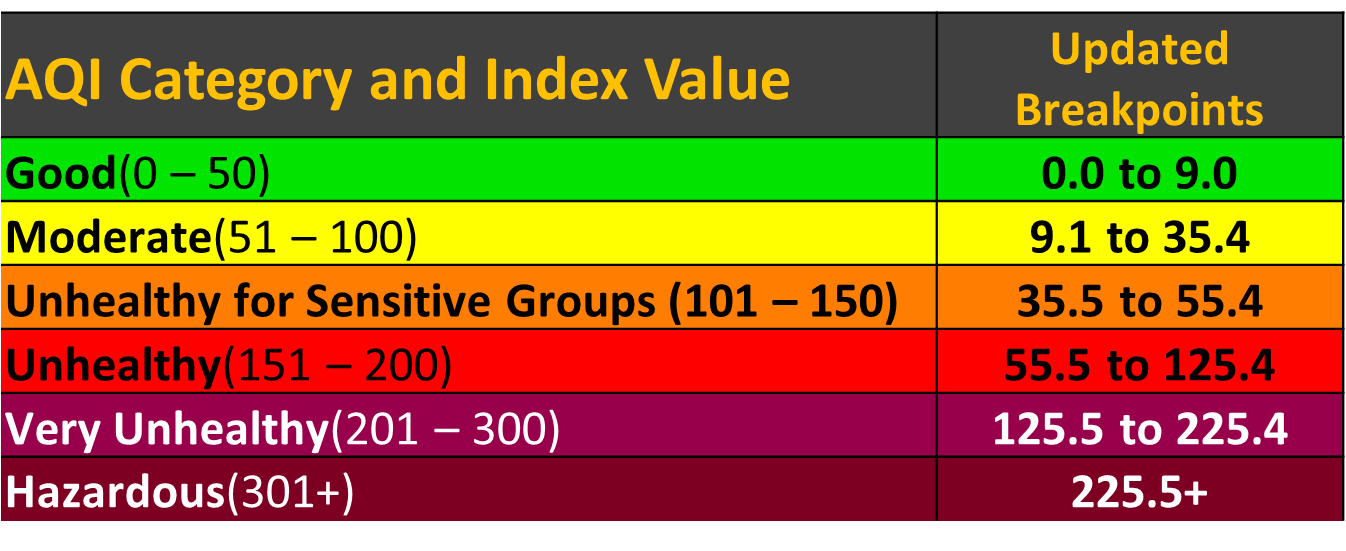 AQI Category and Index Value
Updated
Breakpoints
Good(0 – 50)
0.0 to 9.0
Moderate(51 – 100)
9.1 to 35.4
Unhealthy for Sensitive Groups (101 – 150)
35.5 to 55.4
Unhealthy(151 – 200)
55.5 to 125.4
Very Unhealthy(201 – 300)
125.5 to 225.4
Hazardous(301+)
225.5+